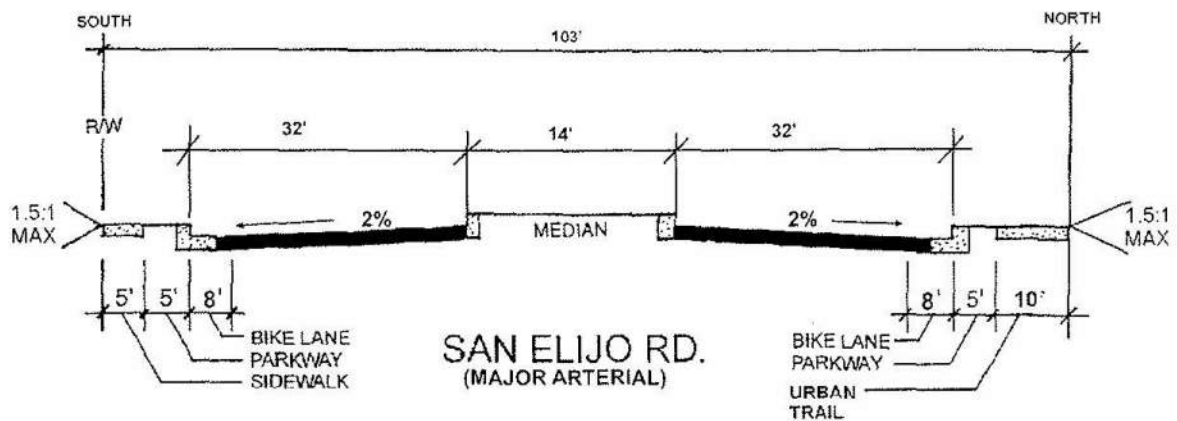 SOUTH
NORTH
103'
R/W
32'
14'
32'
1.5:1
MAX
2%
MEDIAN
2%
1.5:1
MAX
5'
5'
8'
8'
5'
10'
BIKE LANE
PARKWAY
SIDEWALK
SAN ELIJO RD.
(MAJOR ARTERIAL)
BIKE LANE
PARKWAY
URBAN
TRAIL